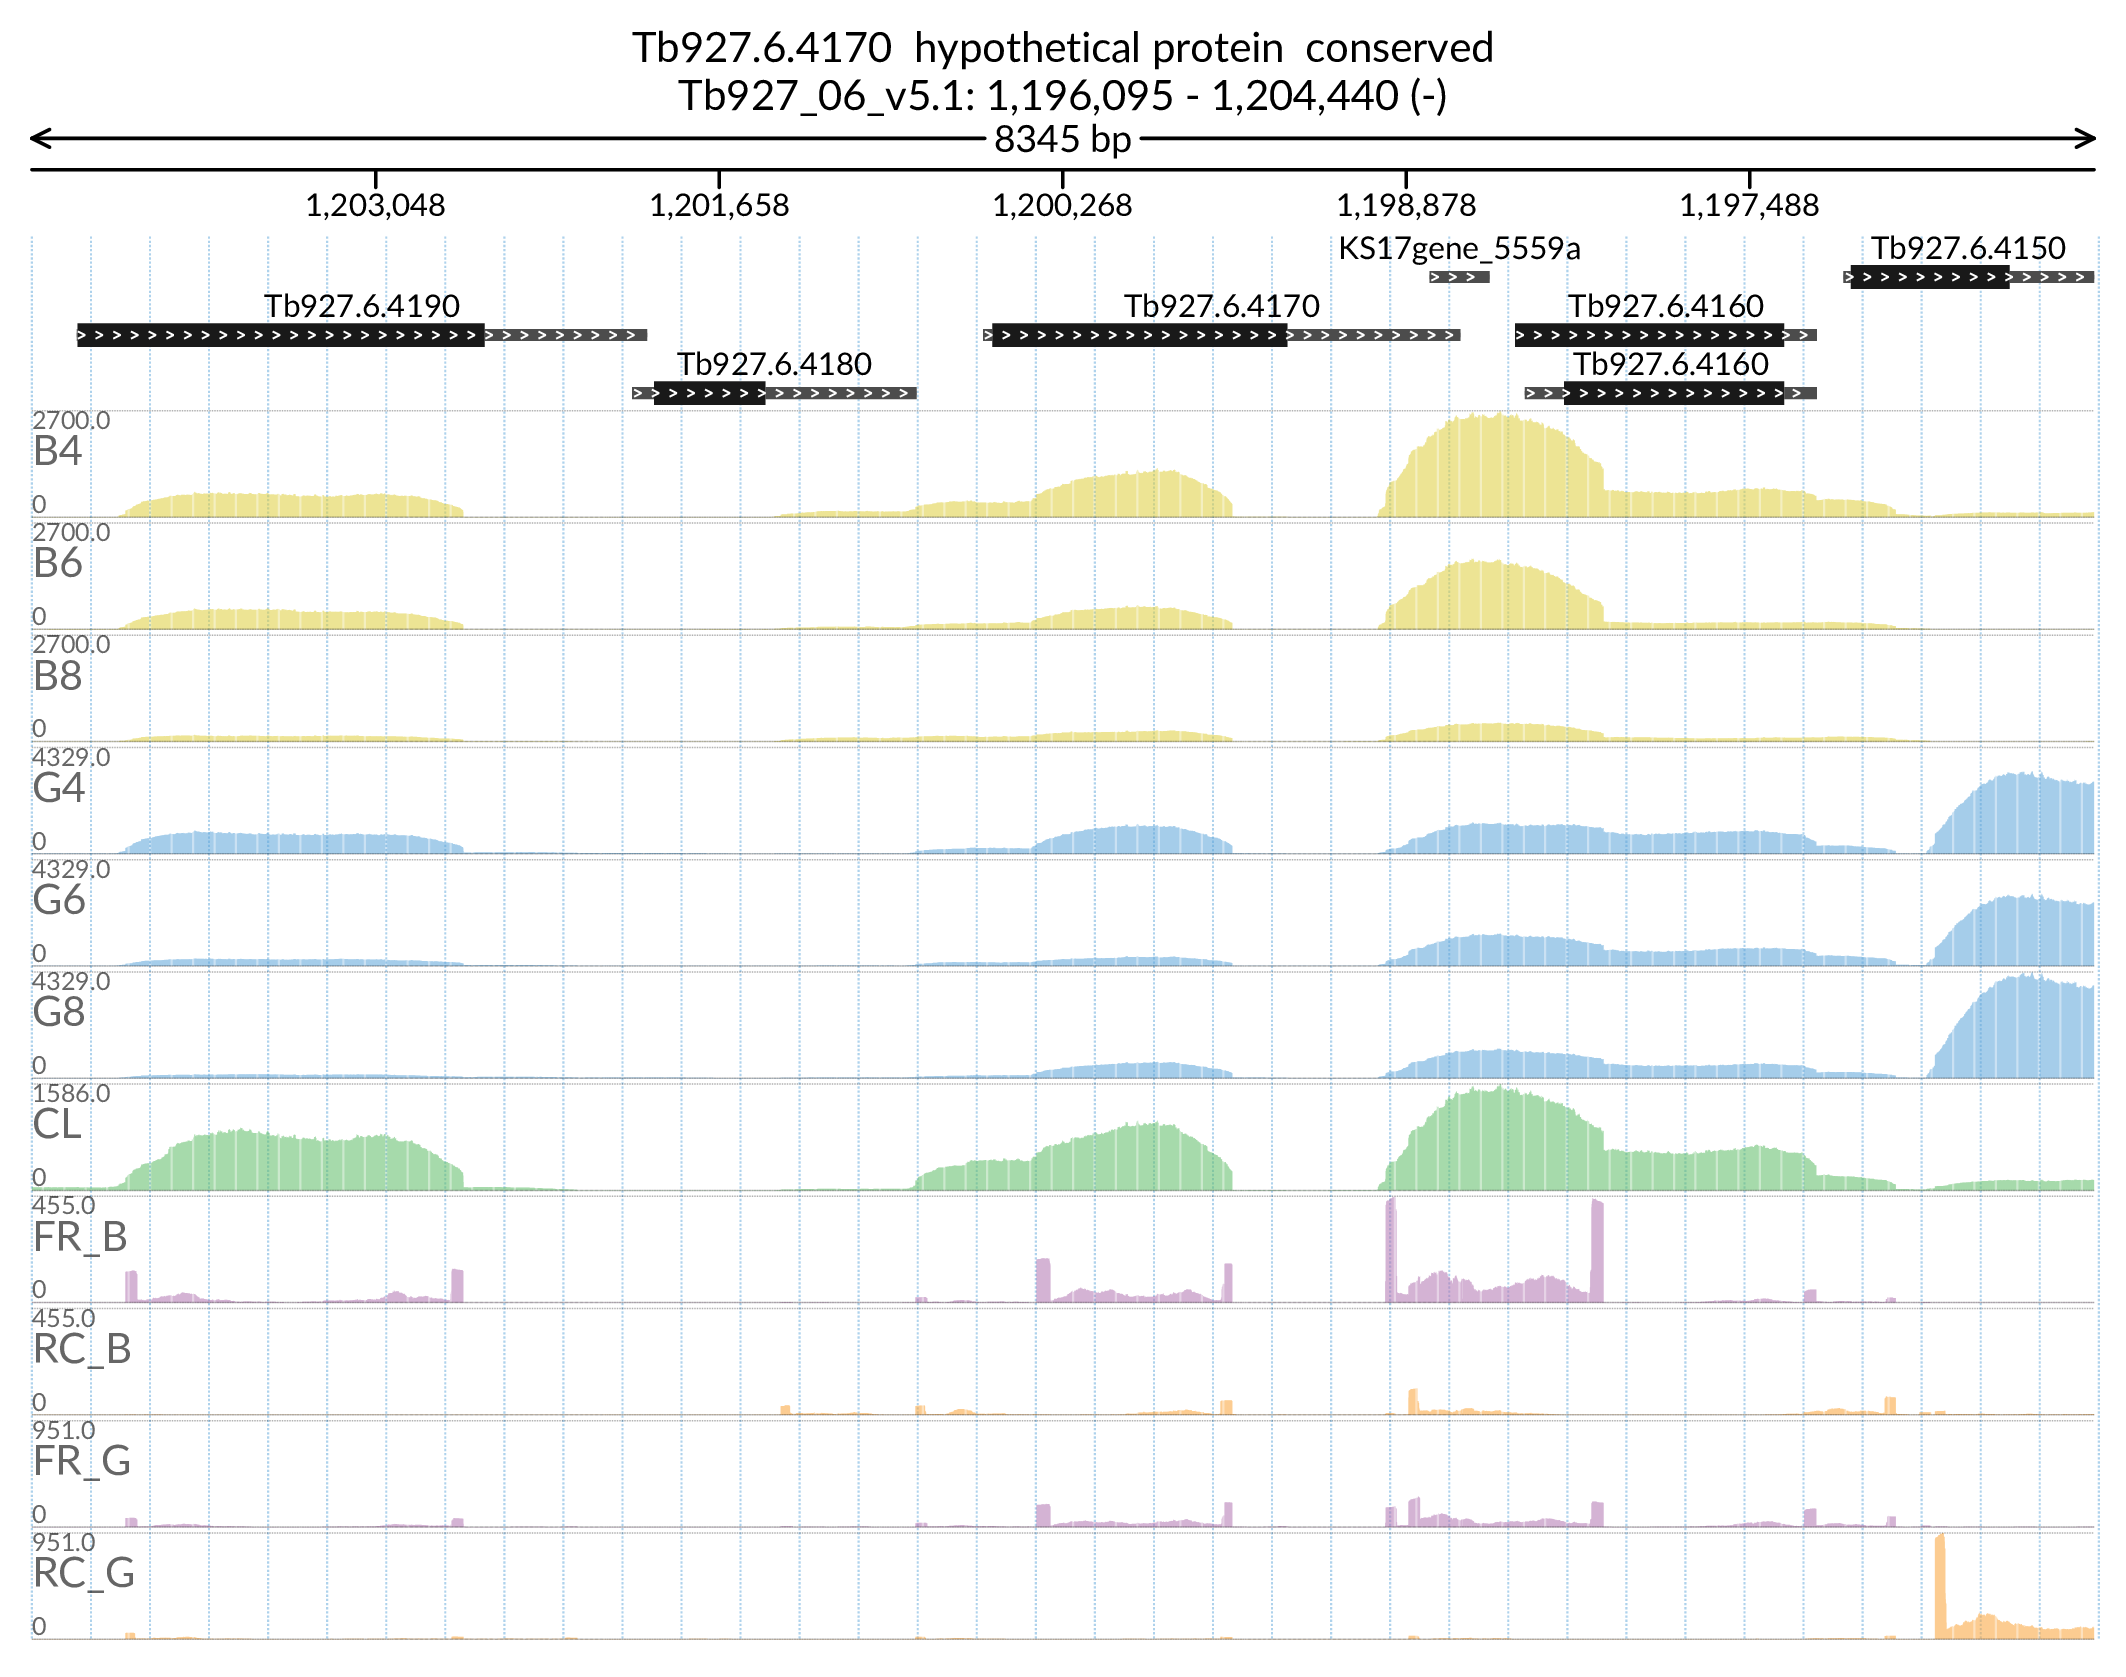 Tb927.6.4170 hypothetical protein conserved
Tb927_06_v5.1: 1,196,095 - 1,204,440 (-)
8345 bp
1,203,048 1,201,658 1,200,268 1,198,878 1,197,488
KS17gene_5559a Tb927.6.4150
Tb927.6.4190 Tb927.6.4170 Tb927.6.4160
Tb927.6.4180 Tb927.6.4160
2700.0
B4
0
2700.0
B6
0
2700.0
B8
0
4329.0
G4
0
4329.0
G6
0
4329.0
G8
0
1586.0
CL
0
455.0
FR_B
0
455.0
RC_B
0
951.0
FR_G
0
951.0
RC_G
0